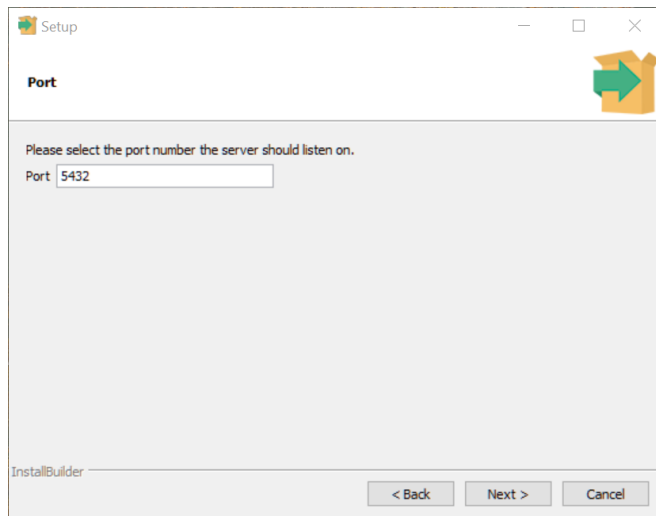 Setup
Port
Please select the port number the server should listen on.
Port 5432
InstallBuilder
< Back Next > Cancel